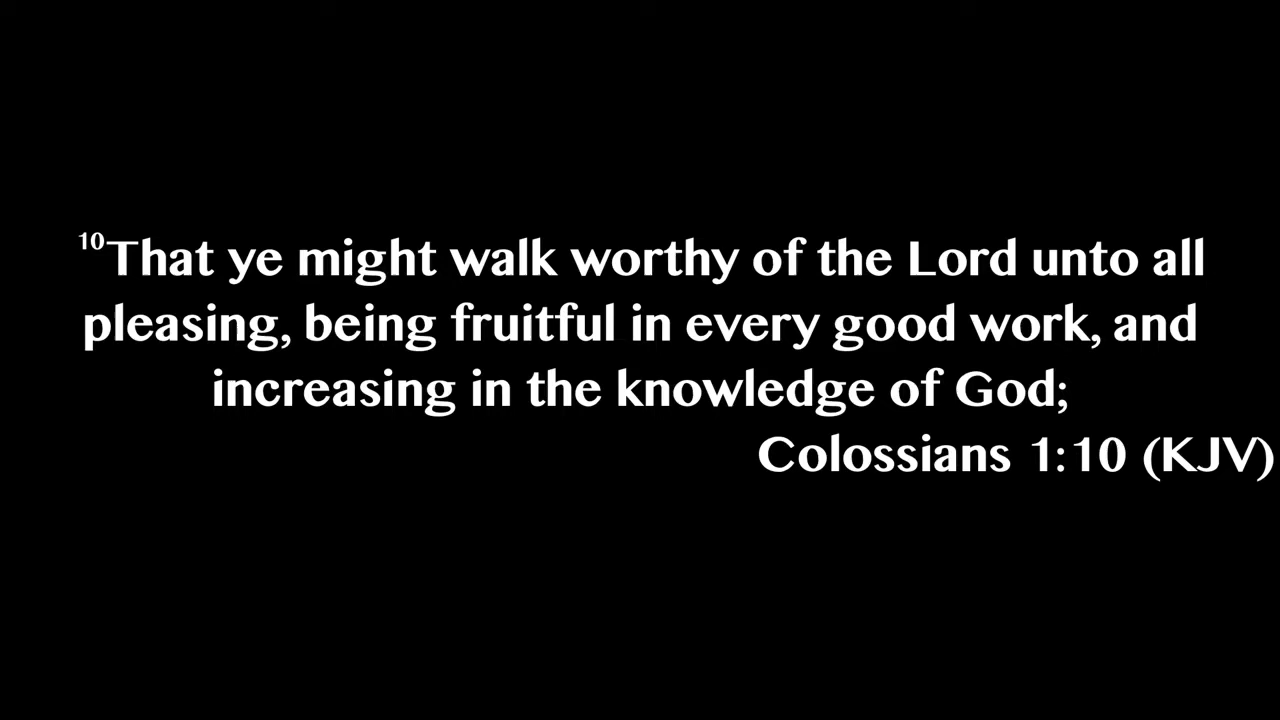 10That ye might walk worthy of the Lord unto all
pleasing, being fruitful in every good work, and
increasing in the knowledge of God;
Colossians 1:10 (KJV)